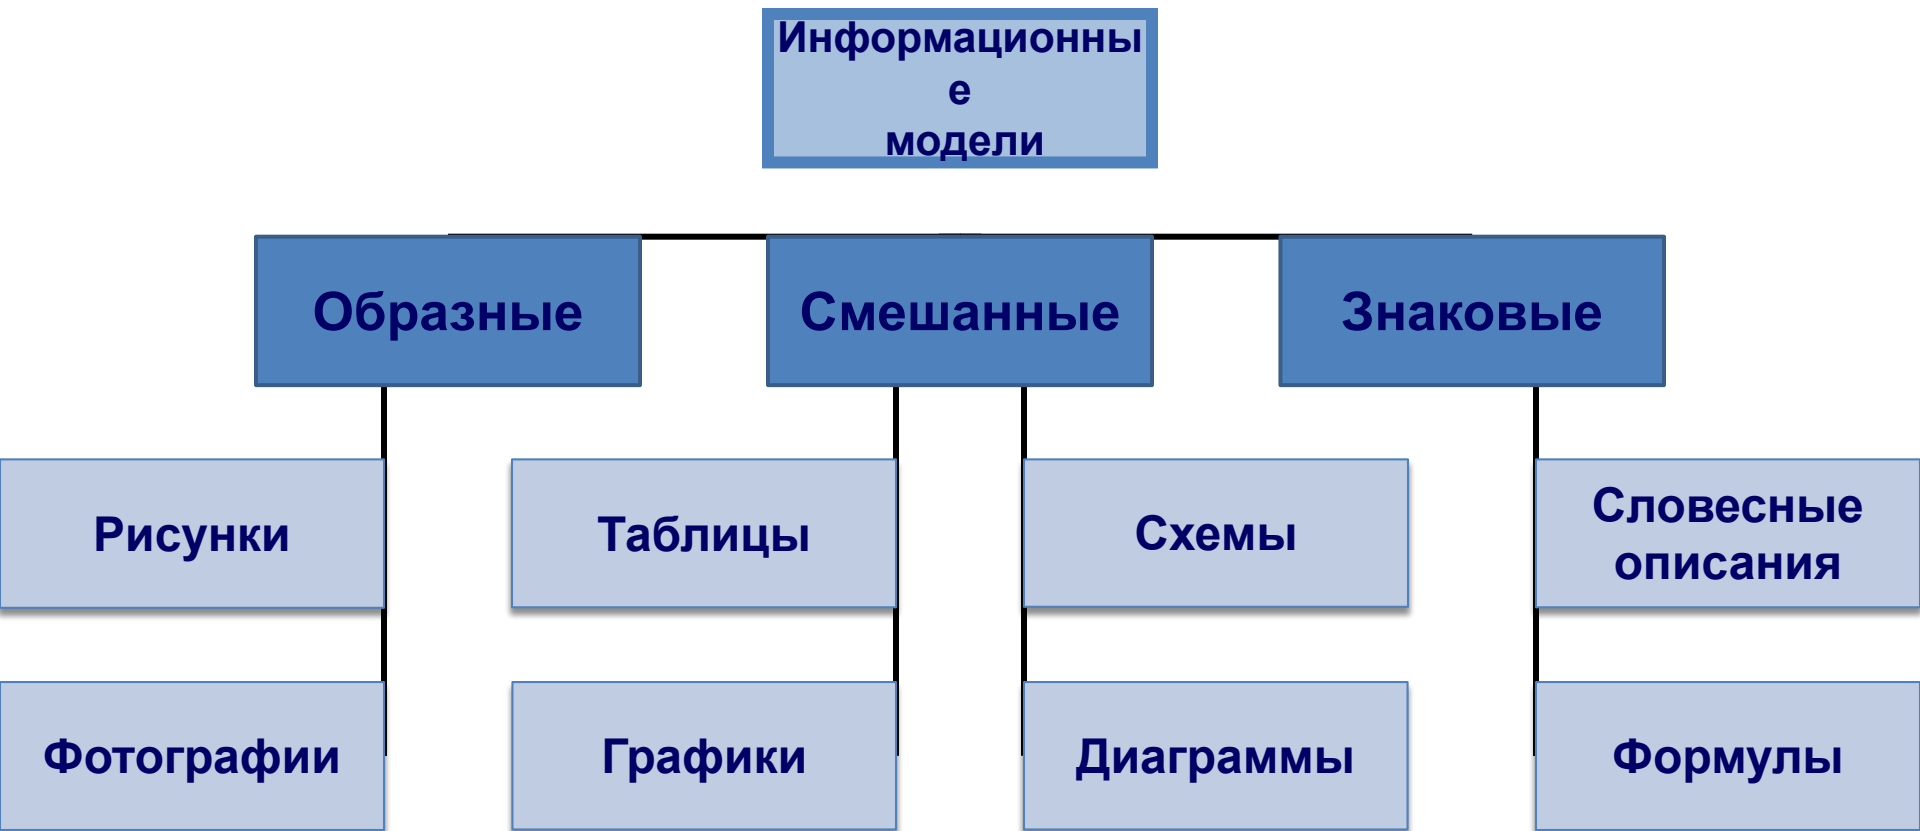 Информационны
е
модели
Образные
Смешанные
Знаковые
Рисунки
Таблицы
Схемы
Словесные
описания
Фотографии
Графики
Диаграммы
Формулы